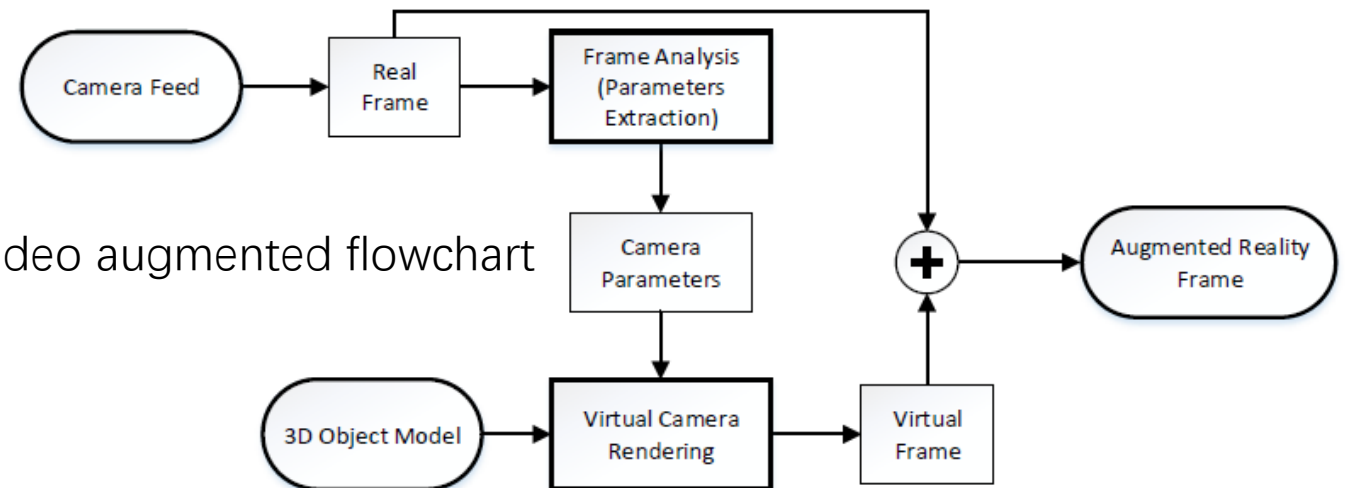 Camera Feed
Real
Frame
Frame Analysis
(Parameters
Extraction)
deo augmented flowchart
Camera
Parameters
Augmented Reality
Frame
3D Object Model
Virtual Camera
Rendering
Virtual
Frame